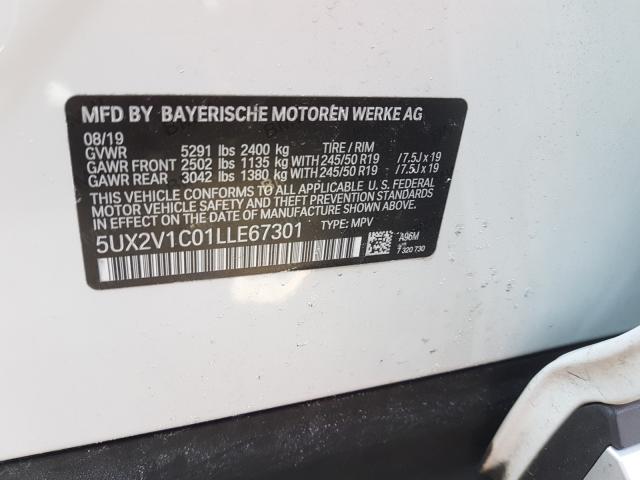 MFD BY BAYERISCHE MOTOREN WERKE AG
08/19
GVWR 5291 lbs 2400 kg TIRE / RIM
GAWR FRONT 2502 lbs 1135 kg WITH 245/50 R19 /7.5J x 19
GAWR REAR 3042 lbs 1380 kg WITH 245/50 R19 /7.5J x 19
THIS VEHICLE CONFORMS TO ALL APPLICABLE U. S. FEDERAL
MOTOR VEHICLE SAFETY AND THEFT PREVENTION STANDARDS
IN EFFECT ON THE DATE OF MANUFACTURE SHOWN ABOVE.
5UX2V1C01LLE67301 TYPE: MPV
A96M
7 320 730